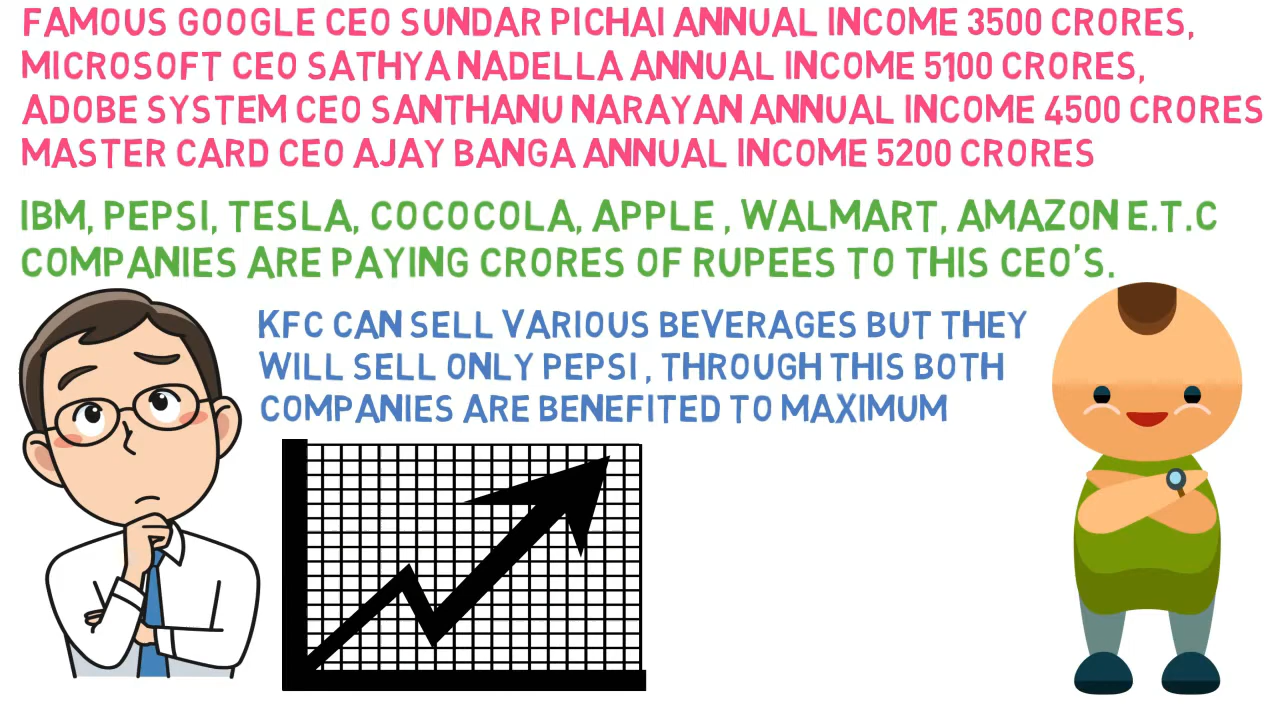 FAMOUS GOOGLE CEO SUNDAR PICHAI ANNUAL INCOME 3500 CRORES,
MICROSOFT CEO SATHYA NADELLA ANNUAL INCOME 5100 CRORES,
ADOBE SYSTEM CEO SANTHANU NARAYAN ANNUAL INCOME 4500 CRORES
MASTER CARD CEO AJAY BANGA ANNUAL INCOME 5200 CRORES
IBM, PEPSI, TESLA, COCOCOLA, APPLE , WALMART, AMAZON E.T.C
COMPANIES ARE PAYING CRORES OF RUPEES TO THIS CEO'S.
KFC CAN SELL VARIOUS BEVERAGES BUT THEY
WILL SELL ONLY PEPSI , THROUGH THIS BOTH
COMPANIES ARE BENEFITED TO MAXIMUM